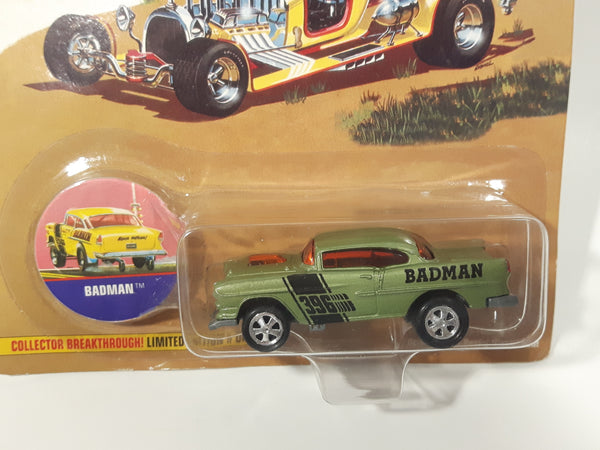 BADMAN
396
BADMAN™
COLLECTOR BREAKTHROUGH! LIMITED